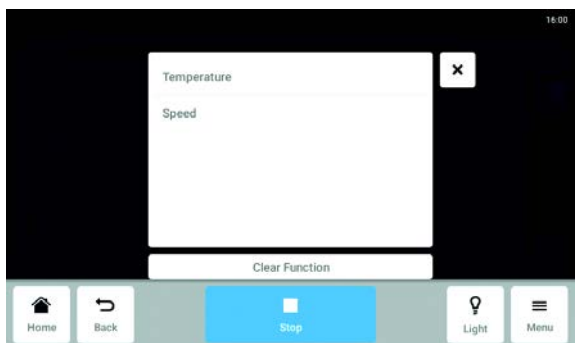 16:00
Temperature
Speed
Clear Function
Home
Back
Stop
Light
Menu